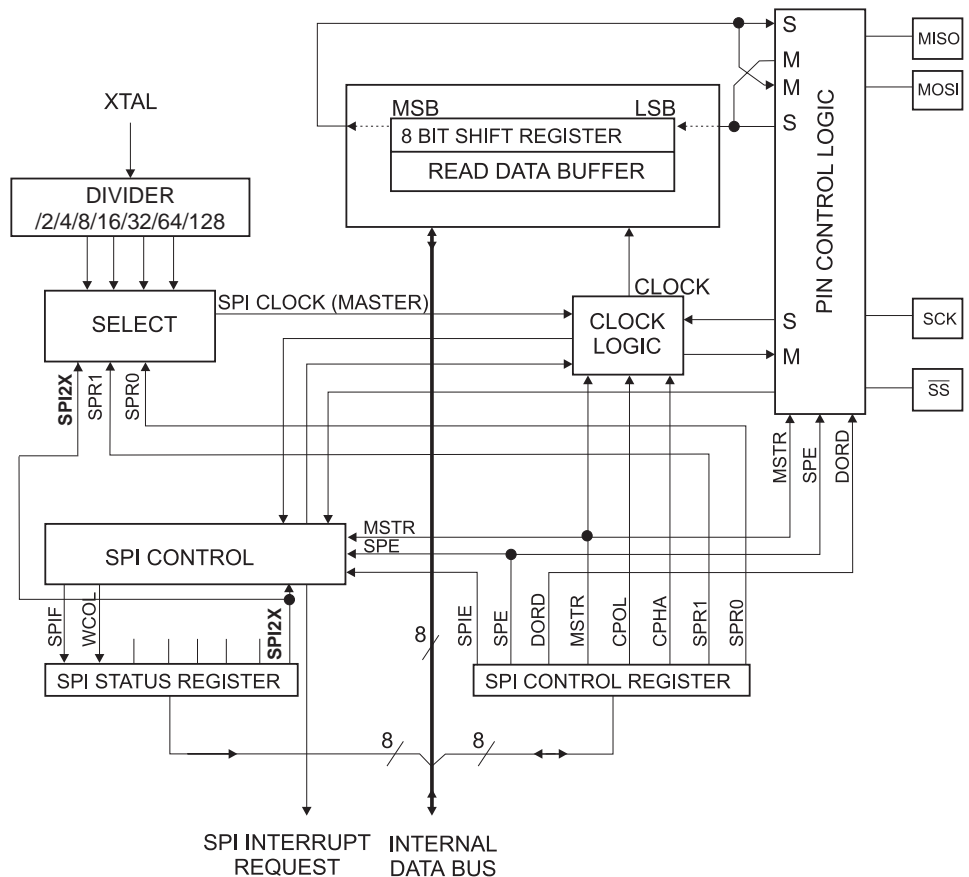 XTAL
DIVIDER
/2/4/8/16/32/64/128
SELECT
SPI2X
SPR1
SPR0
SPI CLOCK (MASTER)
MSB
LSB
8 BIT SHIFT REGISTER
READ DATA BUFFER
CLOCK
CLOCK
LOGIC
S
M
M
S
S
M
PIN CONTROL LOGIC
MISO
MOSI
SCK
SS
MSTR
SPE
DORD
SPI CONTROL
MSTR
SPE
SPIF
WCOL
SPI2X
SPI STATUS REGISTER
8
SPIE
SPE
DORD
MSTR
CPOL
CPHA
SPR1
SPR0
SPI CONTROL REGISTER
8
8
SPI INTERRUPT
REQUEST
INTERNAL
DATA BUS